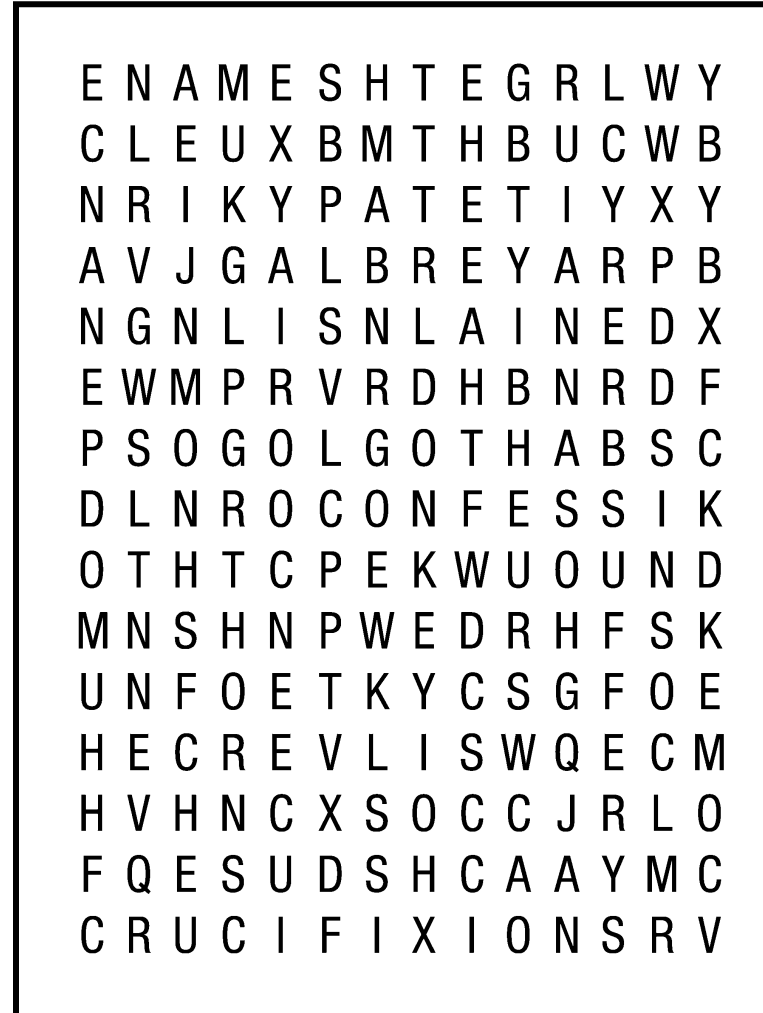 E N A M E S H T E G R L W Y
C L E U X B M T H B U C W B
N R I K Y P A T E T I Y X Y
A V J G A L B R E Y A R P B
N G N L I S N L A I N E D X
E W M P R V R D H B N R D F
P S O G O L G O T H A B S C
D L N R O C O N F E S S I K
O T H T C P E K W U O U N D
M N S H N P W E D R H F S K
U N F O E T K Y C S G F O E
H E C R E V L I S W Q E C M
H V H N C X S O C C J R L O
F Q E S U D S H C A A Y M C
C R U C I F I X I O N S R V